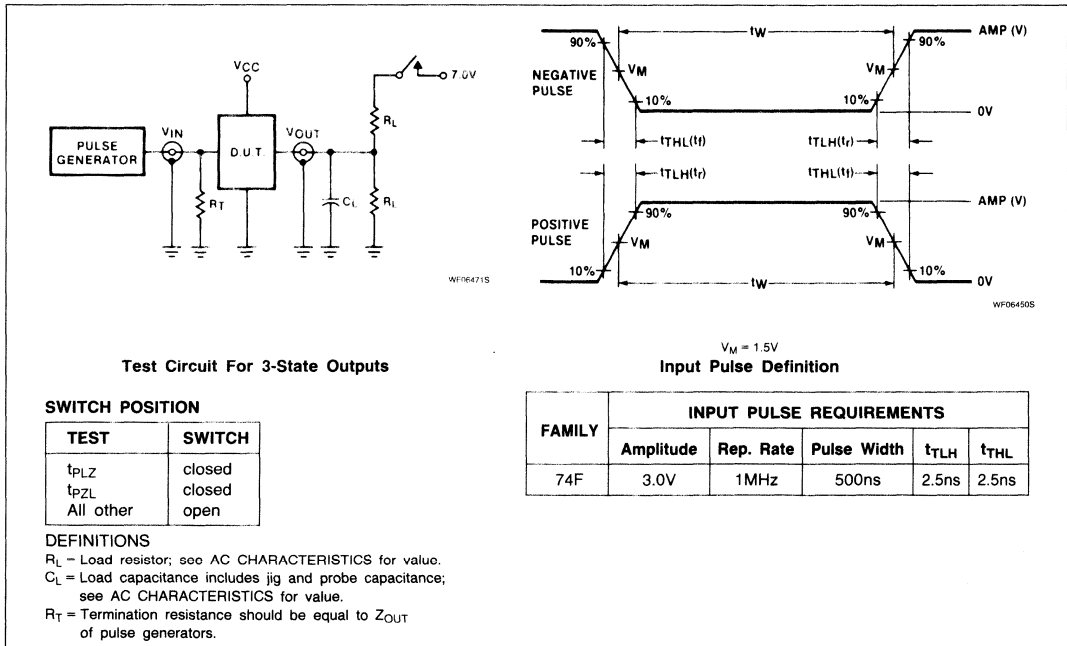 VCC
7.0V
RL
VIN
VOUT
PULSE
GENERATOR
D.U.T.
RT
CL
RL
WF06471S
Test Circuit For 3-State Outputs
tW
AMP (V)
90%
90%
NEGATIVE
PULSE
VM
VM
10%
10%
0V
tTHL(tf)
tTLH(tr)
tTLH(tr)
tTHL(tf)
AMP (V)
90%
90%
POSITIVE
PULSE
VM
VM
10%
10%
tW
0V
WF06450S
VM = 1.5V
Input Pulse Definition
SWITCH POSITION
TEST SWITCH
tPLZ closed
tPZL closed
All other open
FAMILY INPUT PULSE REQUIREMENTS
Amplitude Rep. Rate Pulse Width tTLH tTHL
74F 3.0V 1MHz 500ns 2.5ns 2.5ns
DEFINITIONS
RL = Load resistor; see AC CHARACTERISTICS for value.
CL = Load capacitance includes jig and probe capacitance;
see AC CHARACTERISTICS for value.
RT = Termination resistance should be equal to ZOUT
of pulse generators.